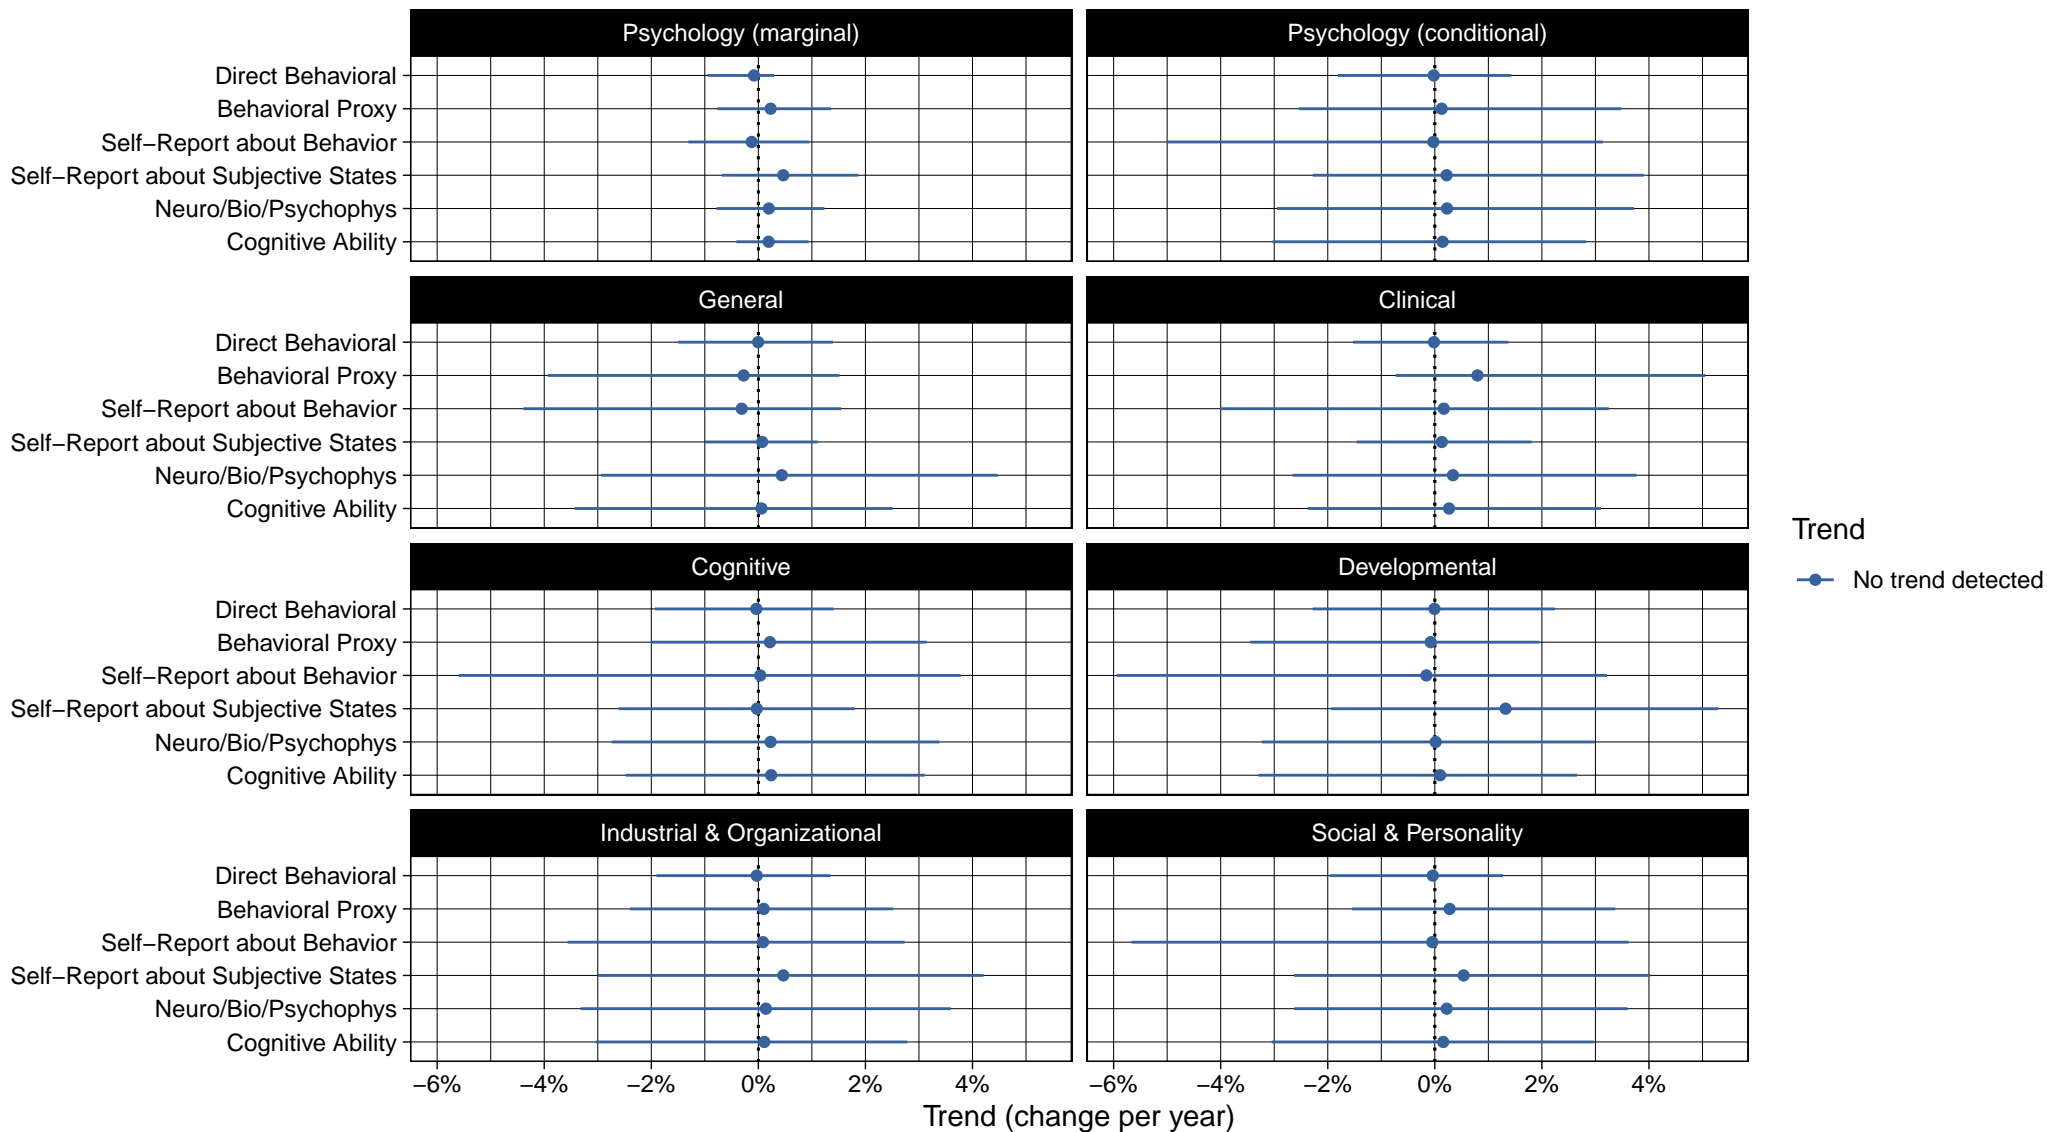 Psychology (marginal)
Psychology (conditional)
Direct Behavioral
Behavioral Proxy
Self−Report about Behavior
Self−Report about Subjective States
Neuro/Bio/Psychophys
Cognitive Ability
General
Clinical
Direct Behavioral
Behavioral Proxy
Self−Report about Behavior
Self−Report about Subjective States
Neuro/Bio/Psychophys
Cognitive Ability
Cognitive
Developmental
Direct Behavioral
Behavioral Proxy
Self−Report about Behavior
Self−Report about Subjective States
Neuro/Bio/Psychophys
Cognitive Ability
Industrial & Organizational
Social & Personality
Direct Behavioral
Behavioral Proxy
Self−Report about Behavior
Self−Report about Subjective States
Neuro/Bio/Psychophys
Cognitive Ability
−6% −4% −2% 0% 2% 4%
−6% −4% −2% 0% 2% 4%
Trend (change per year)
Trend
No trend detected